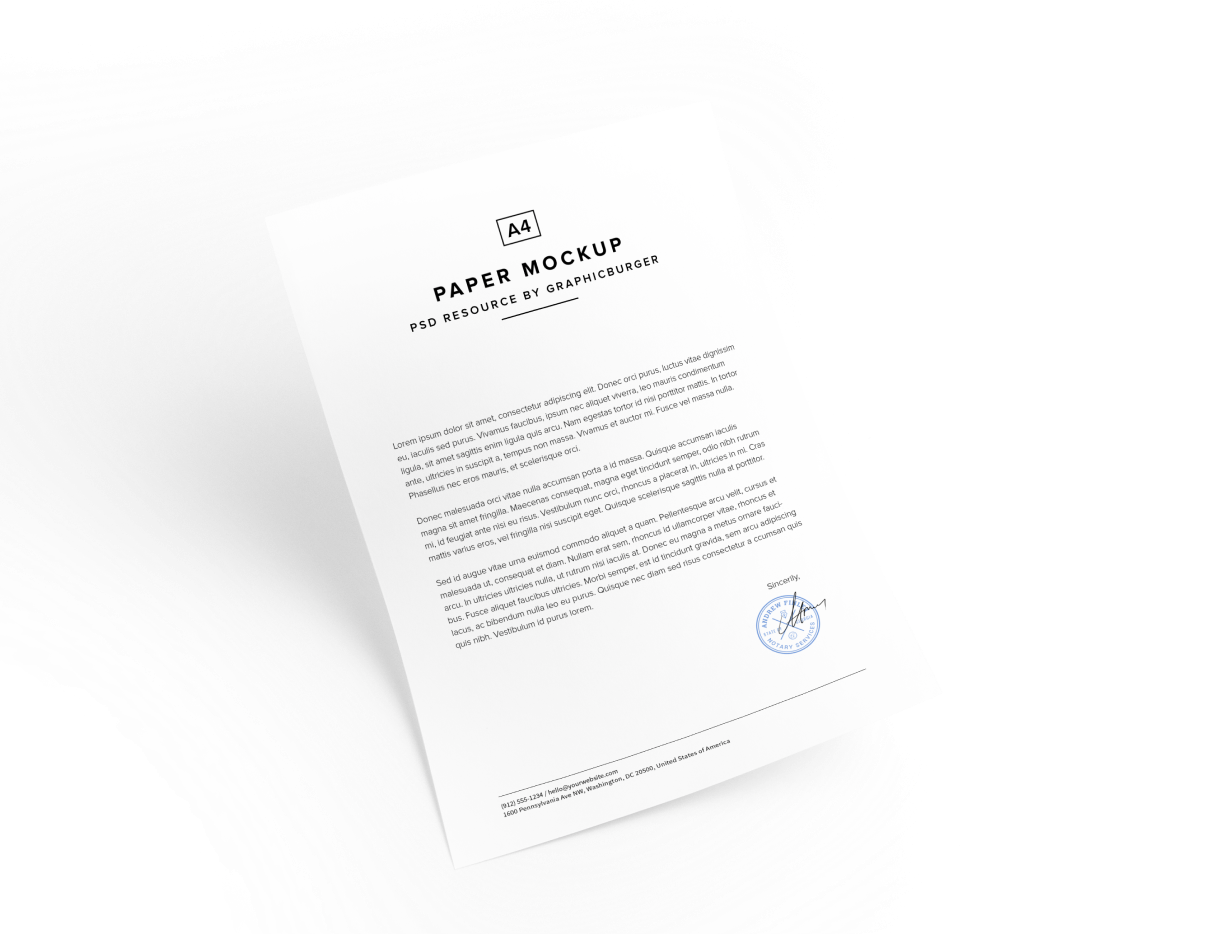 A4
PAPER MOCKUP
PSD RESOURCE BY GRAPHICBURGER
Lorem ipsum dolor sit amet, consectetur adipiscing elit. Donec orci purus, luctus vitae dignissim
eu, iaculis sed purus. Vivamus faucibus, ipsum nec aliquet viverra, leo mauris condimentum
ligula, sit amet sagittis enim ligula quis arcu. Nam egestas tortor id nisi porttitor mattis. In tortor
ante, ultricies in suscipit a, tempus non massa. Vivamus et auctor mi. Fusce vel massa nulla.
Phasellus nec eros mauris, et scelerisque orci.
Donec malesuada orci vitae nulla accumsan porta a id massa. Quisque accumsan iaculis
magna sit amet fringilla. Maecenas consequat, magna eget tincidunt semper, odio nibh rutrum
mi, id feugiat ante nisi eu risus. Vestibulum nunc orci, rhoncus a placerat in, ultricies in mi. Cras
mattis varius eros, vel fringilla nisi suscipit eget. Quisque scelerisque sagittis nulla at porttitor.
Sed id augue vitae urna euismod commodo aliquet a quam. Pellentesque arcu velit, cursus et
malesuada ut, consequat et diam. Nullam erat sem, rhoncus id ullamcorper vitae, rhoncus et
arcu. In ultricies ultricies nulla, ut rutrum nisi iaculis at. Donec eu magna a metus ornare fauci-
bus. Fusce aliquet faucibus ultricies. Morbi semper, est id tincidunt gravida, sem arcu adipiscing
lacus, ac bibendum nulla leo eu purus. Quisque nec diam sed risus consectetur a ccumsan quis
quis nibh. Vestibulum id purus lorem.
Sincerily,
ANDREW
NOTARY SERVICES
(912) 555-1234 / hello@yourwebsite.com
1600 Pennsylvania Ave NW, Washington, DC 20500, United States of America